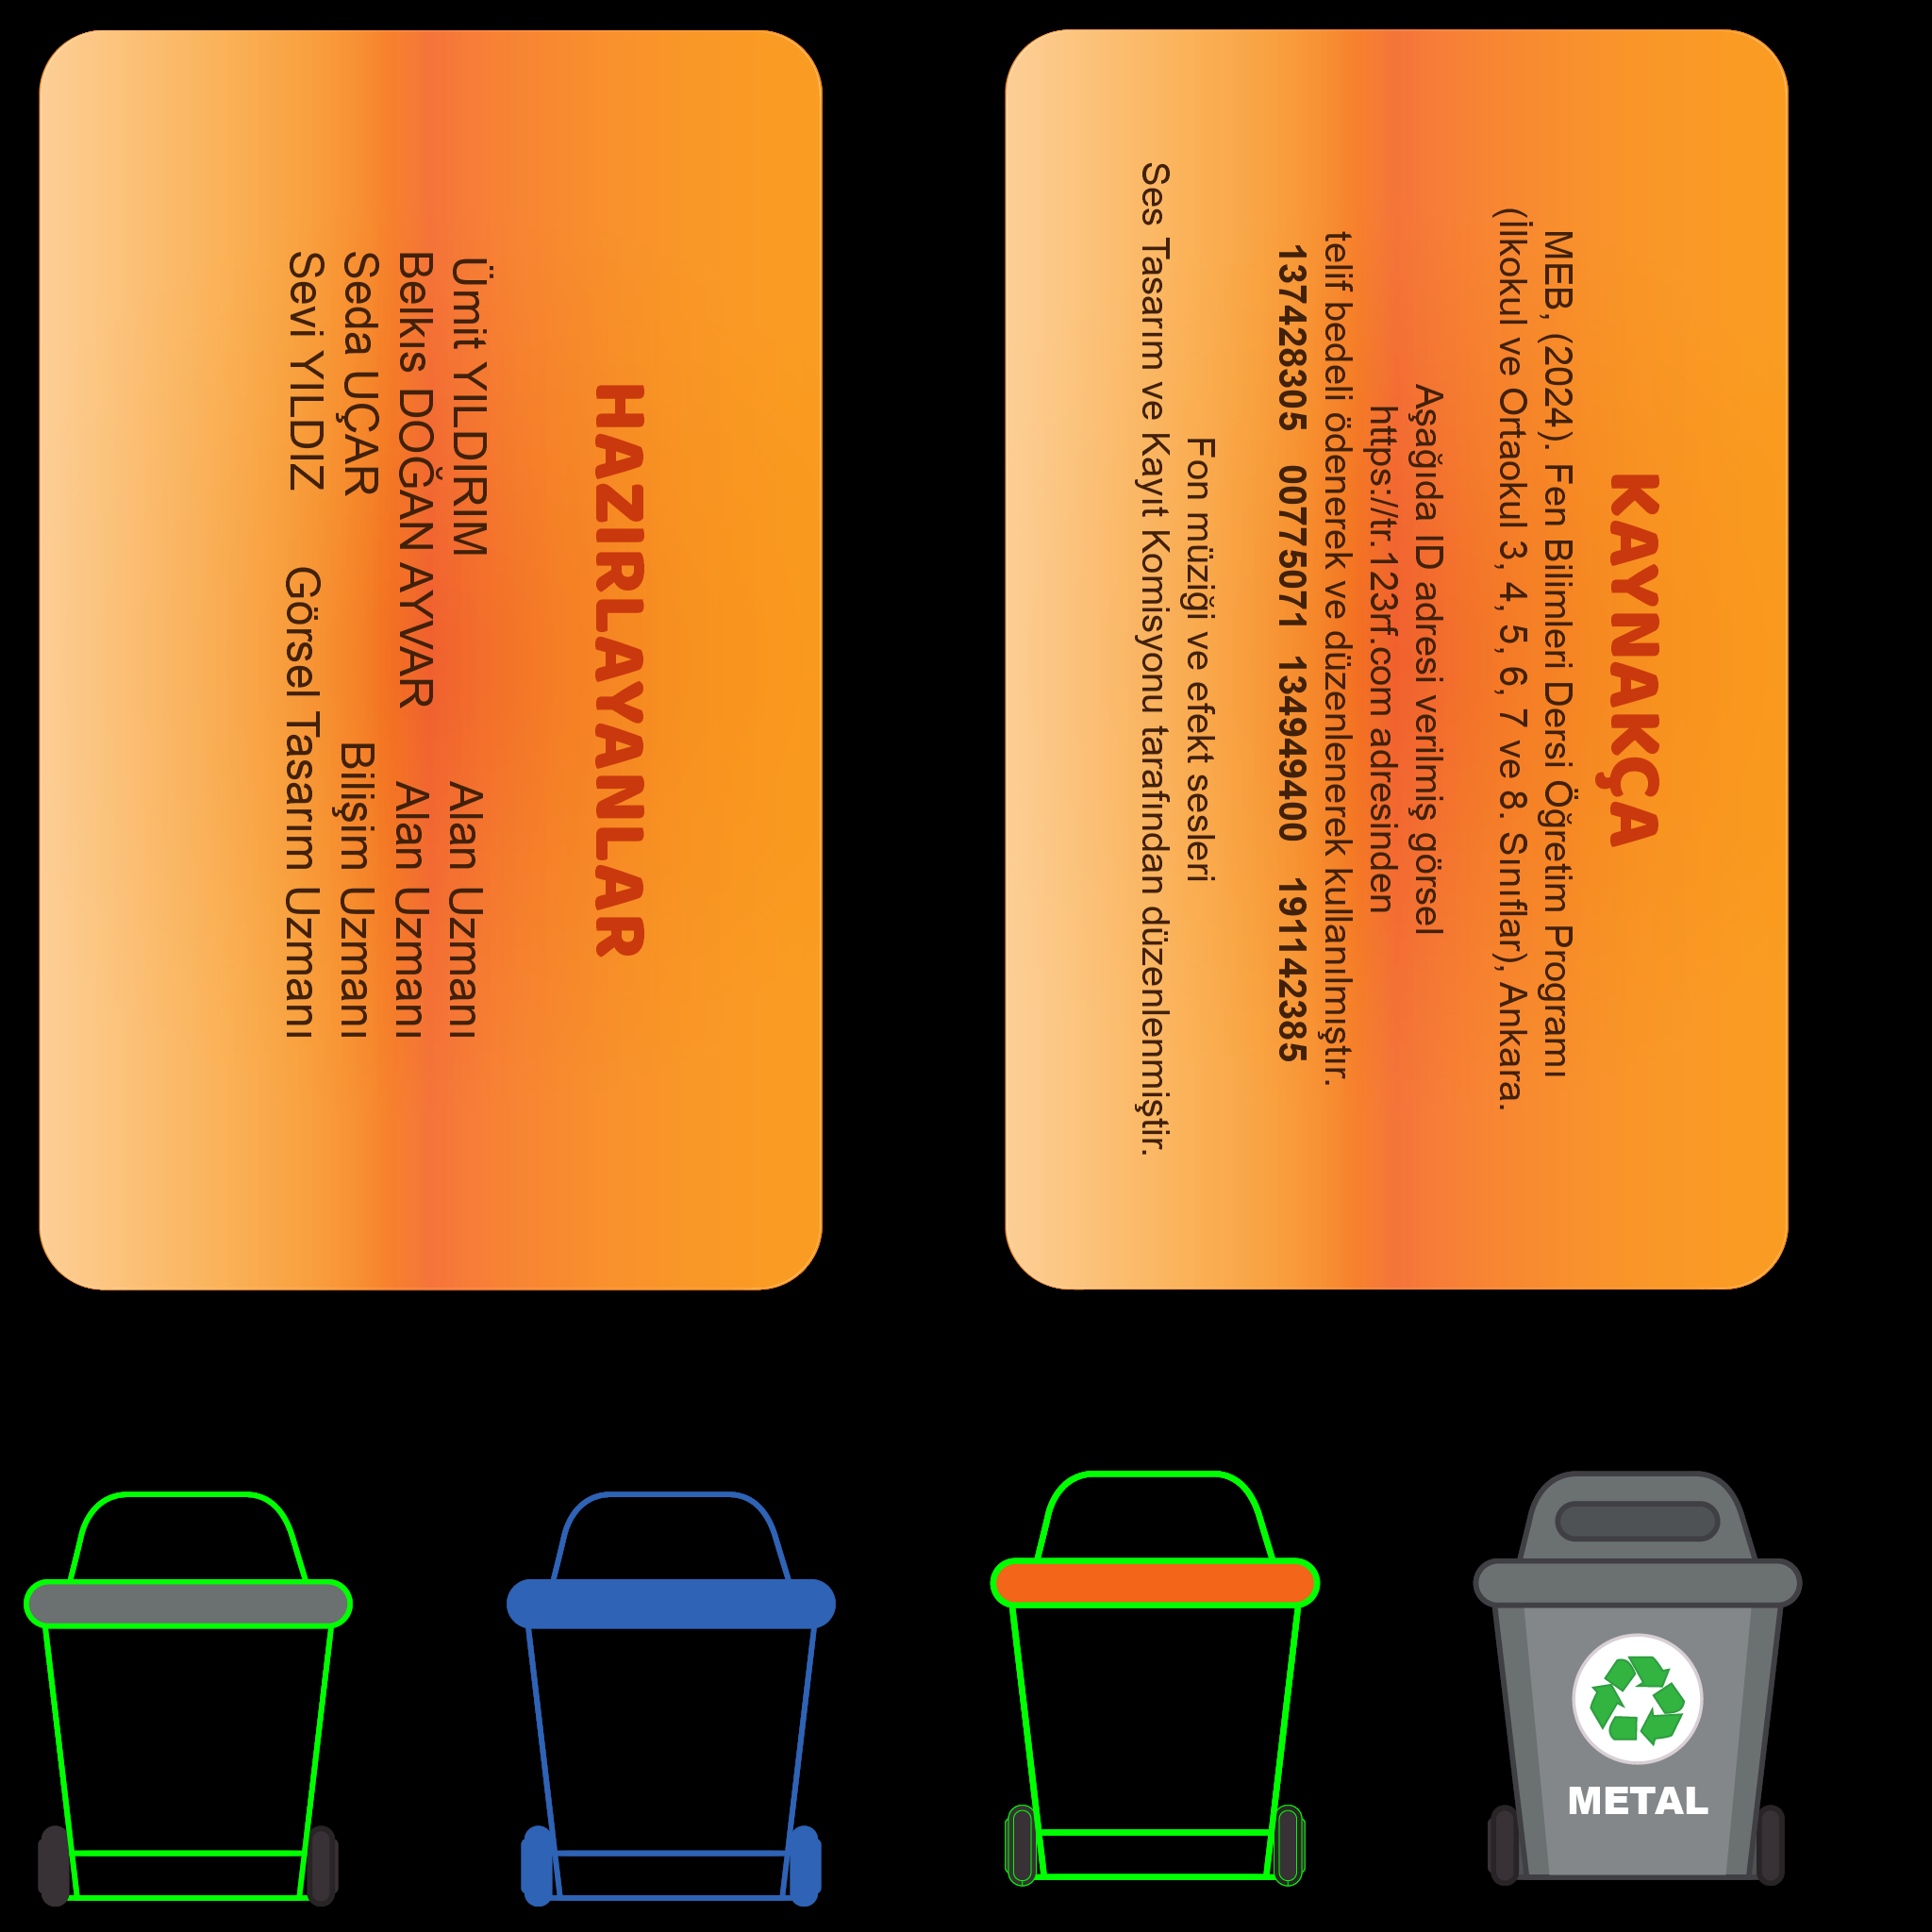 HAZIRLAYANLAR
Ümit YILDIRIM Alan Uzmanı
Belkıs DOĞAN AYVAR Alan Uzmanı
Seda UÇAR Bilişim Uzmanı
Sevi YILDIZ Görsel Tasarım Uzmanı
KAYNAKÇA
MEB, (2024). Fen Bilimleri Dersi Öğretim Programı
(İlkokul ve Ortaokul 3, 4, 5, 6, 7 ve 8. Sınıflar), Ankara.
Aşağıda ID adresi verilmiş görsel
https://tr.123rf.com adresinden
telif bedeli ödenerek ve düzenlenerek kullanılmıştır.
137428305 00775071 134949400 191142385
Fon müziği ve efekt sesleri
Ses Tasarım ve Kayıt Komisyonu tarafından düzenlenmiştir.
METAL